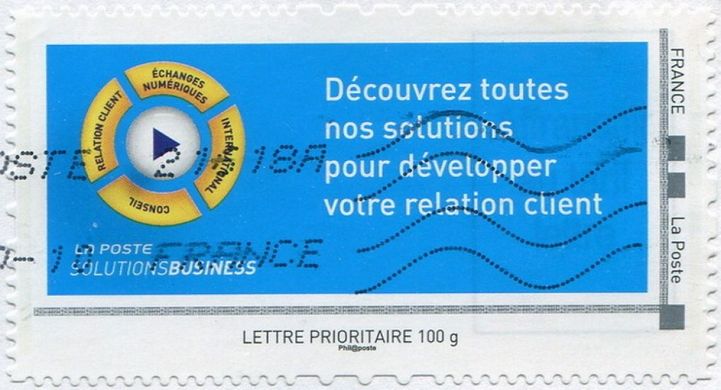 ÉCHANGES
NUMÉRIQUES
RELATION CLIENT
INTERNATIONAL
CONSEIL
Découvrez toutes
nos solutions
pour développer
votre relation client
LA POSTE
SOLUTIONSBUSINESS
FRANCE
FRANCE
La Poste
LETTRE PRIORITAIRE 100 g
Phil@poste